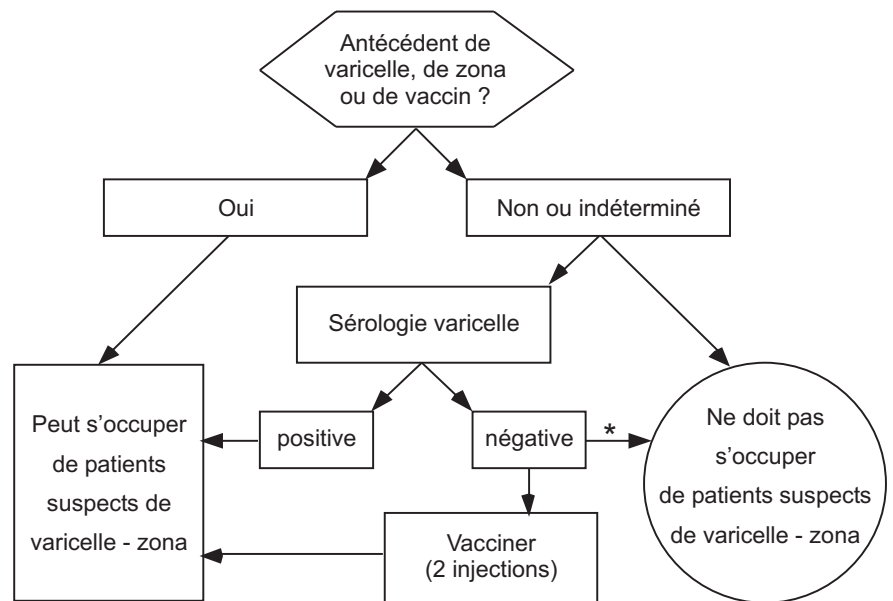 Antécédent de
varicelle, de zona
ou de vaccin ?
Oui
Non ou indéterminé
Sérologie varicelle
Peut s’occuper
de patients
suspects de
varicelle - zona
positive
négative
*
Ne doit pas
s’occuper
de patients suspects
de varicelle - zona
Vacciner
(2 injections)